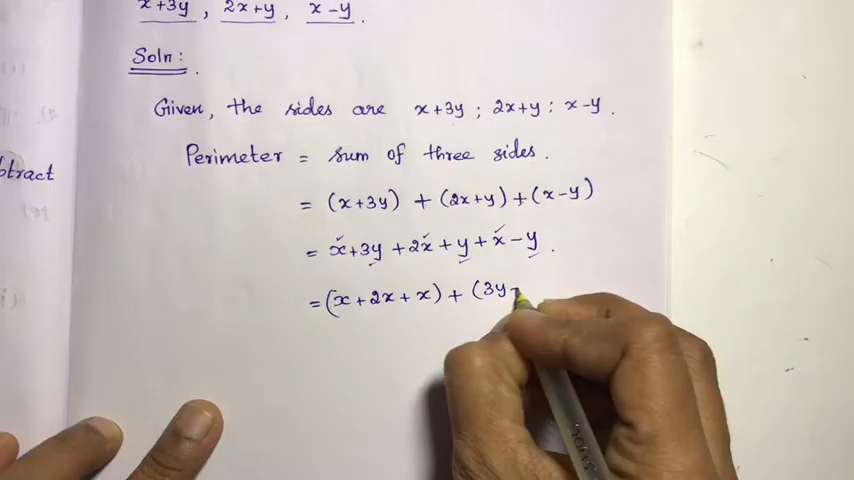 x+3y , 2x+y , x-y .
Soln : .
Given, the sides are x+3y ; 2x+y ; x-y .
btract
Perimeter = sum of three sides .
= (x+3y) + (2x+y) + (x-y)
= x+3y + 2x + y + x - y .
= (x + 2x + x) + (3y